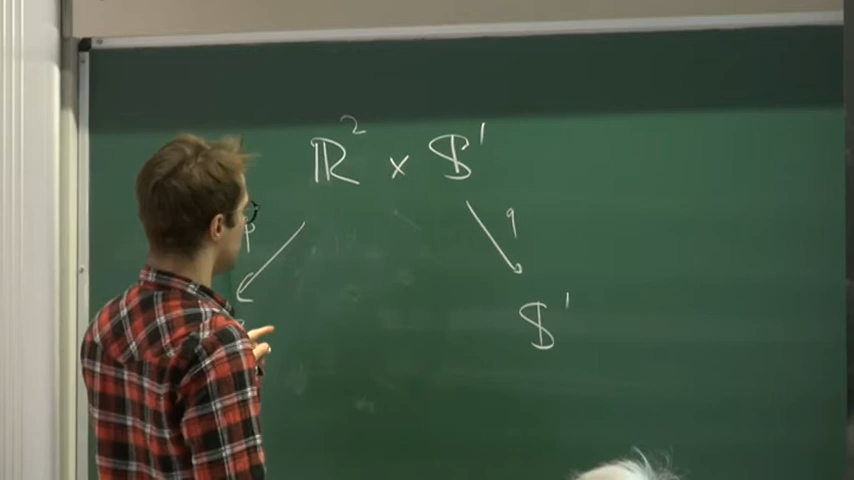 ℝ² × 𝕊¹
p q
𝕊¹